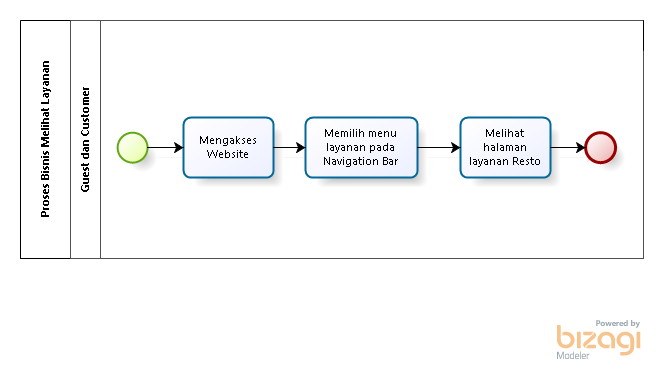 Proses Bisnis Melihat Layanan
Guest dan Customer
Mengakses
Website
Memilih menu
layanan pada
Navigation Bar
Melihat
halaman
layanan Resto
Powered by
bizagi
Modeler